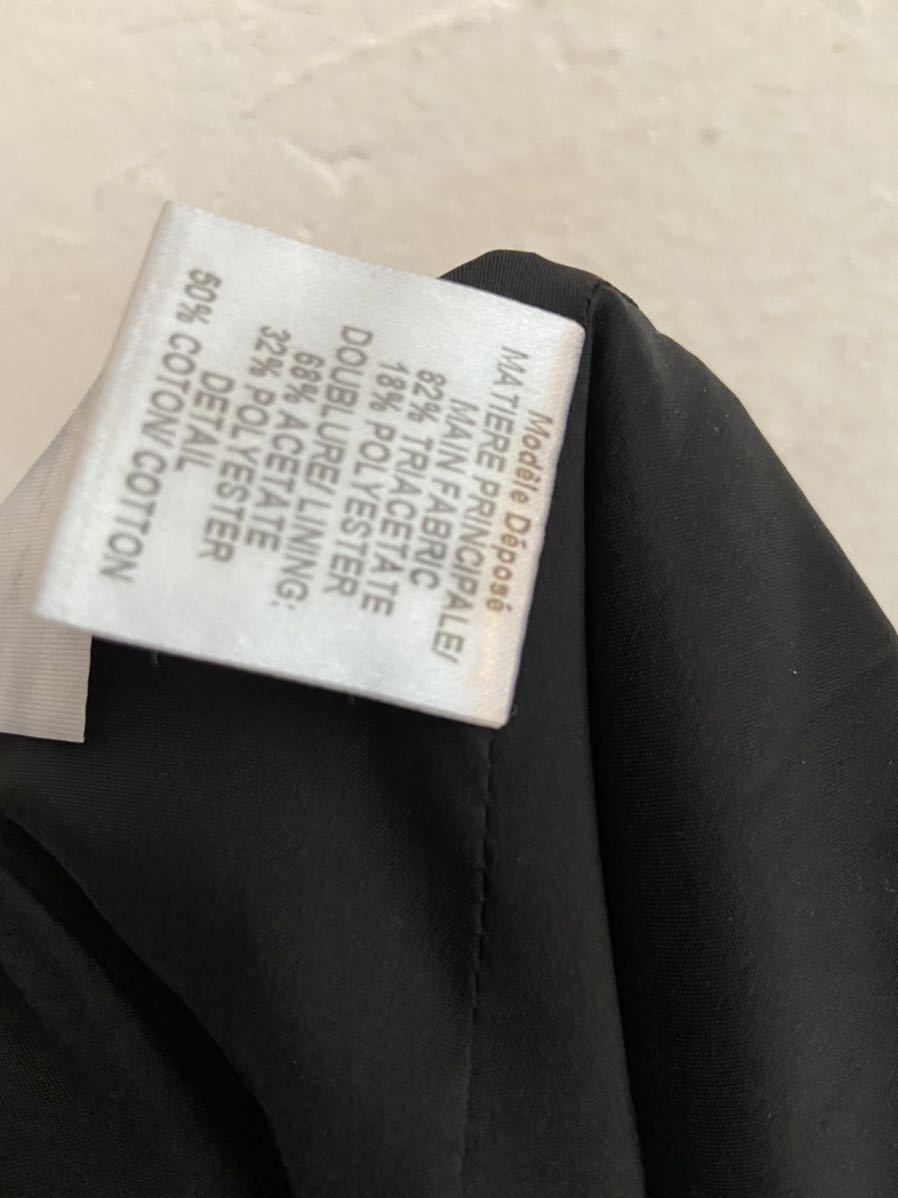 Modèle Déposé
MATIERE PRINCIPALE/
MAIN FABRIC
82% TRIACETATE
18% POLYESTER
DOUBLURE/ LINING:
68% ACETATE
32% POLYESTER
DETAIL
50% COTON COTTON